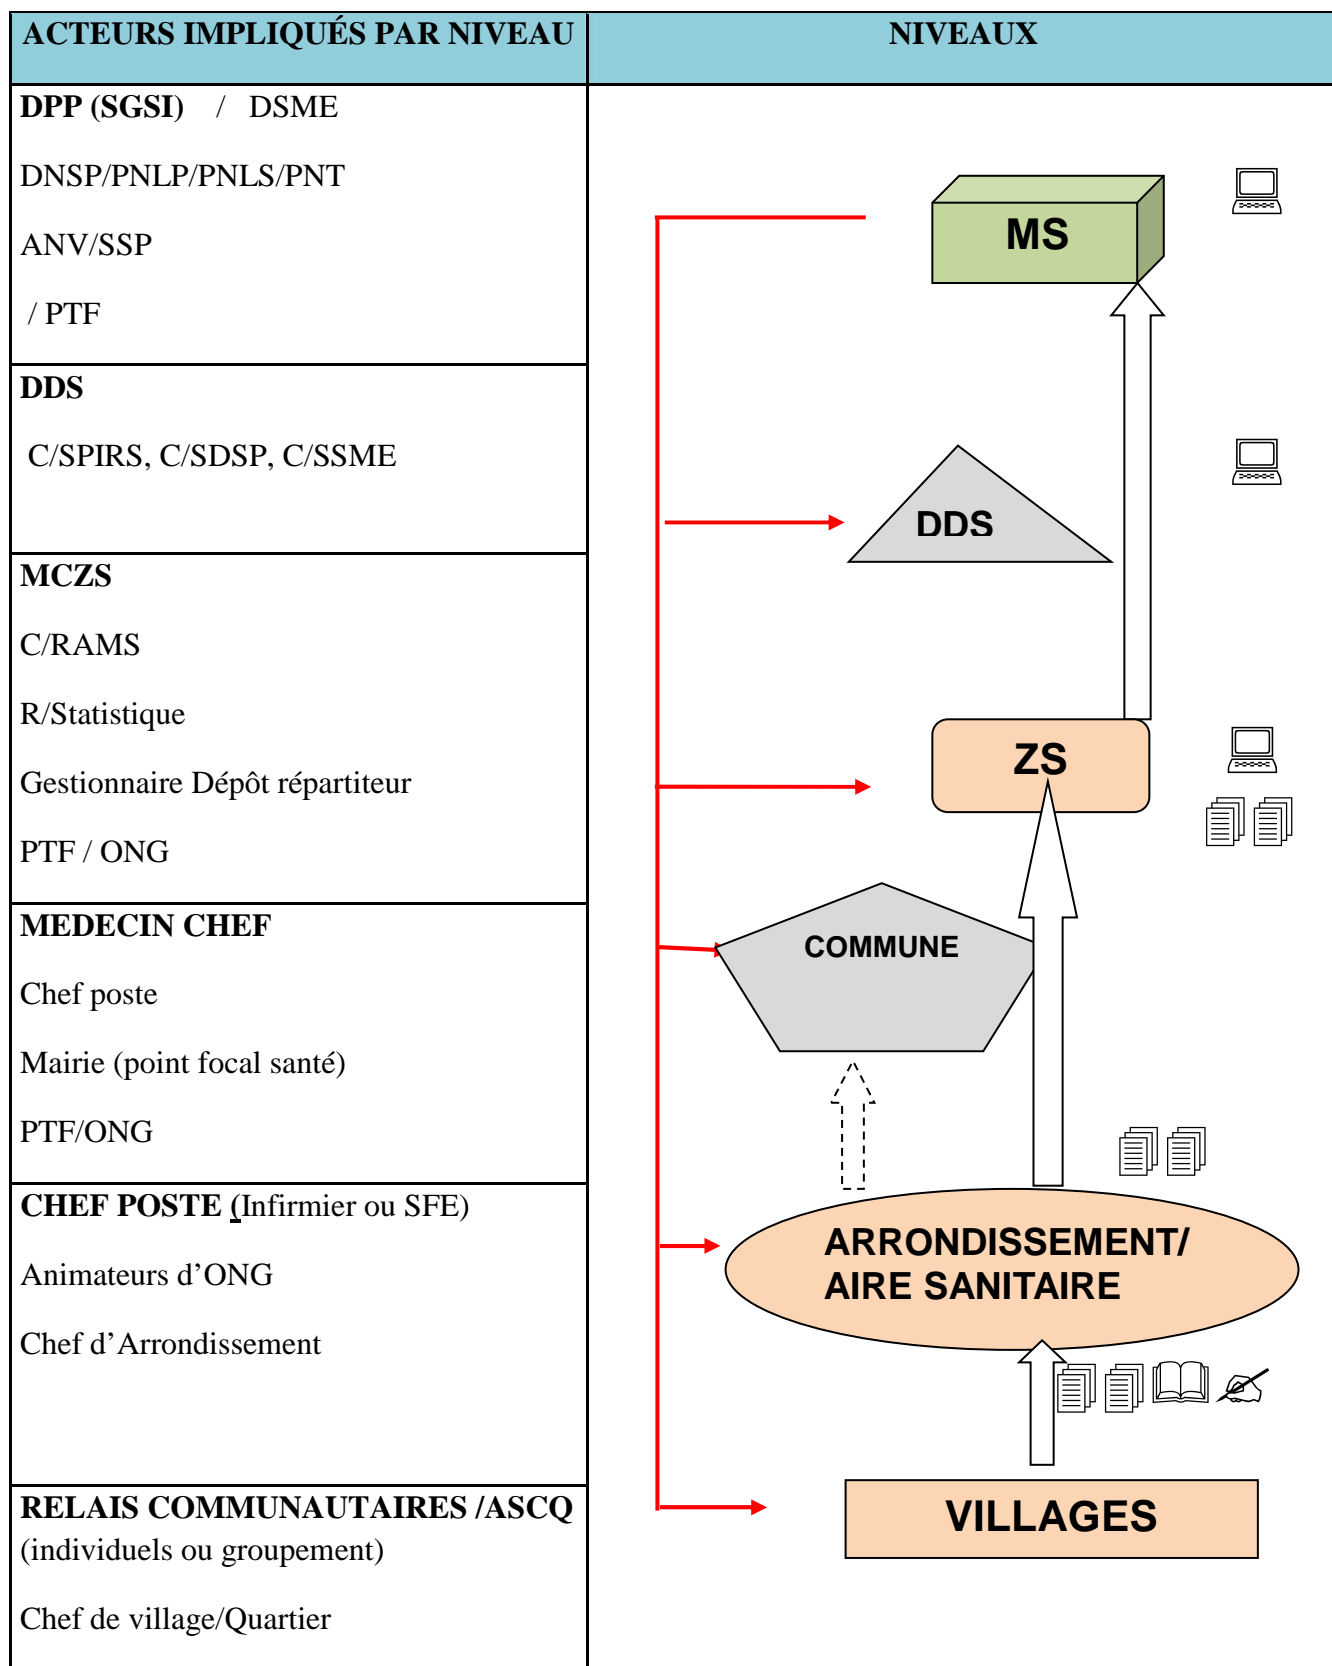 ACTEURS IMPLIQUÉS PAR NIVEAU
NIVEAUX
DPP (SGSI) / DSME
DNSP/PNLP/PNLS/PNT
ANV/SSP
/ PTF
MS
DDS
C/SPIRS, C/SDSP, C/SSME
DDS
MCZS
C/RAMS
R/Statistique
Gestionnaire Dépôt répartiteur
PTF / ONG
ZS
MEDECIN CHEF
Chef poste
Mairie (point focal santé)
PTF/ONG
COMMUNE
CHEF POSTE (Infirmier ou SFE)
Animateurs d’ONG
Chef d’Arrondissement
ARRONDISSEMENT/
AIRE SANITAIRE
RELAIS COMMUNAUTAIRES /ASCQ
(individuels ou groupement)
Chef de village/Quartier
VILLAGES